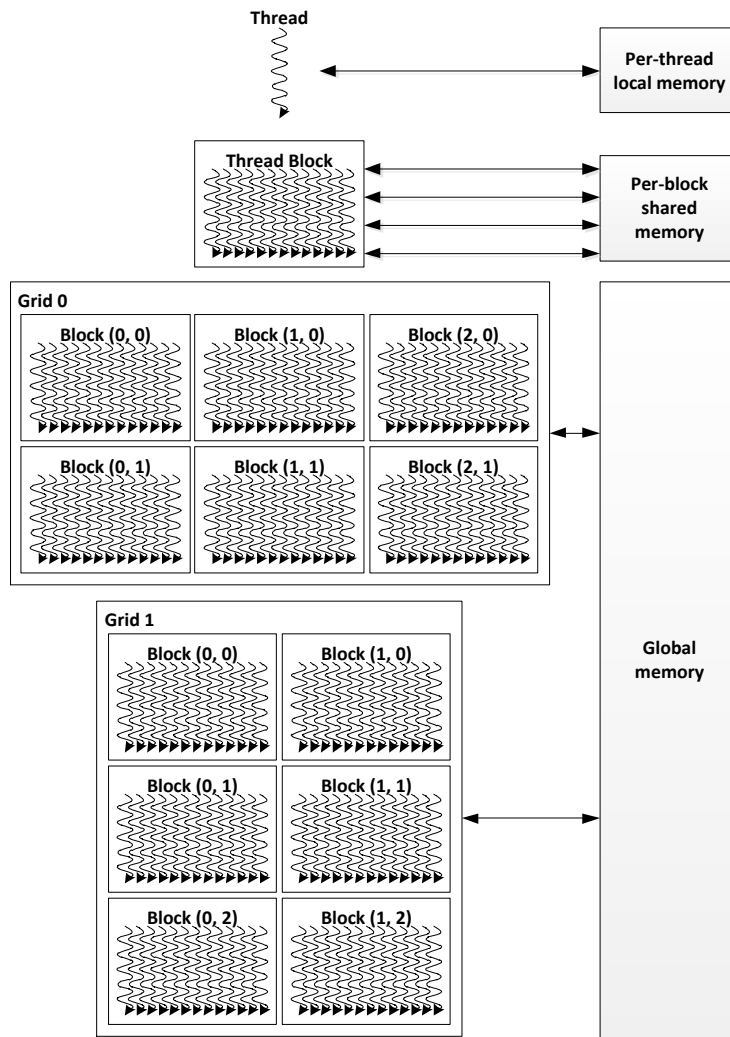 Thread
Per-thread
local memory
Thread Block
Per-block
shared
memory
Grid 0
Block (0, 0)
Block (1, 0)
Block (2, 0)
Block (0, 1)
Block (1, 1)
Block (2, 1)
Grid 1
Block (0, 0)
Block (1, 0)
Global
memory
Block (0, 1)
Block (1, 1)
Block (0, 2)
Block (1, 2)